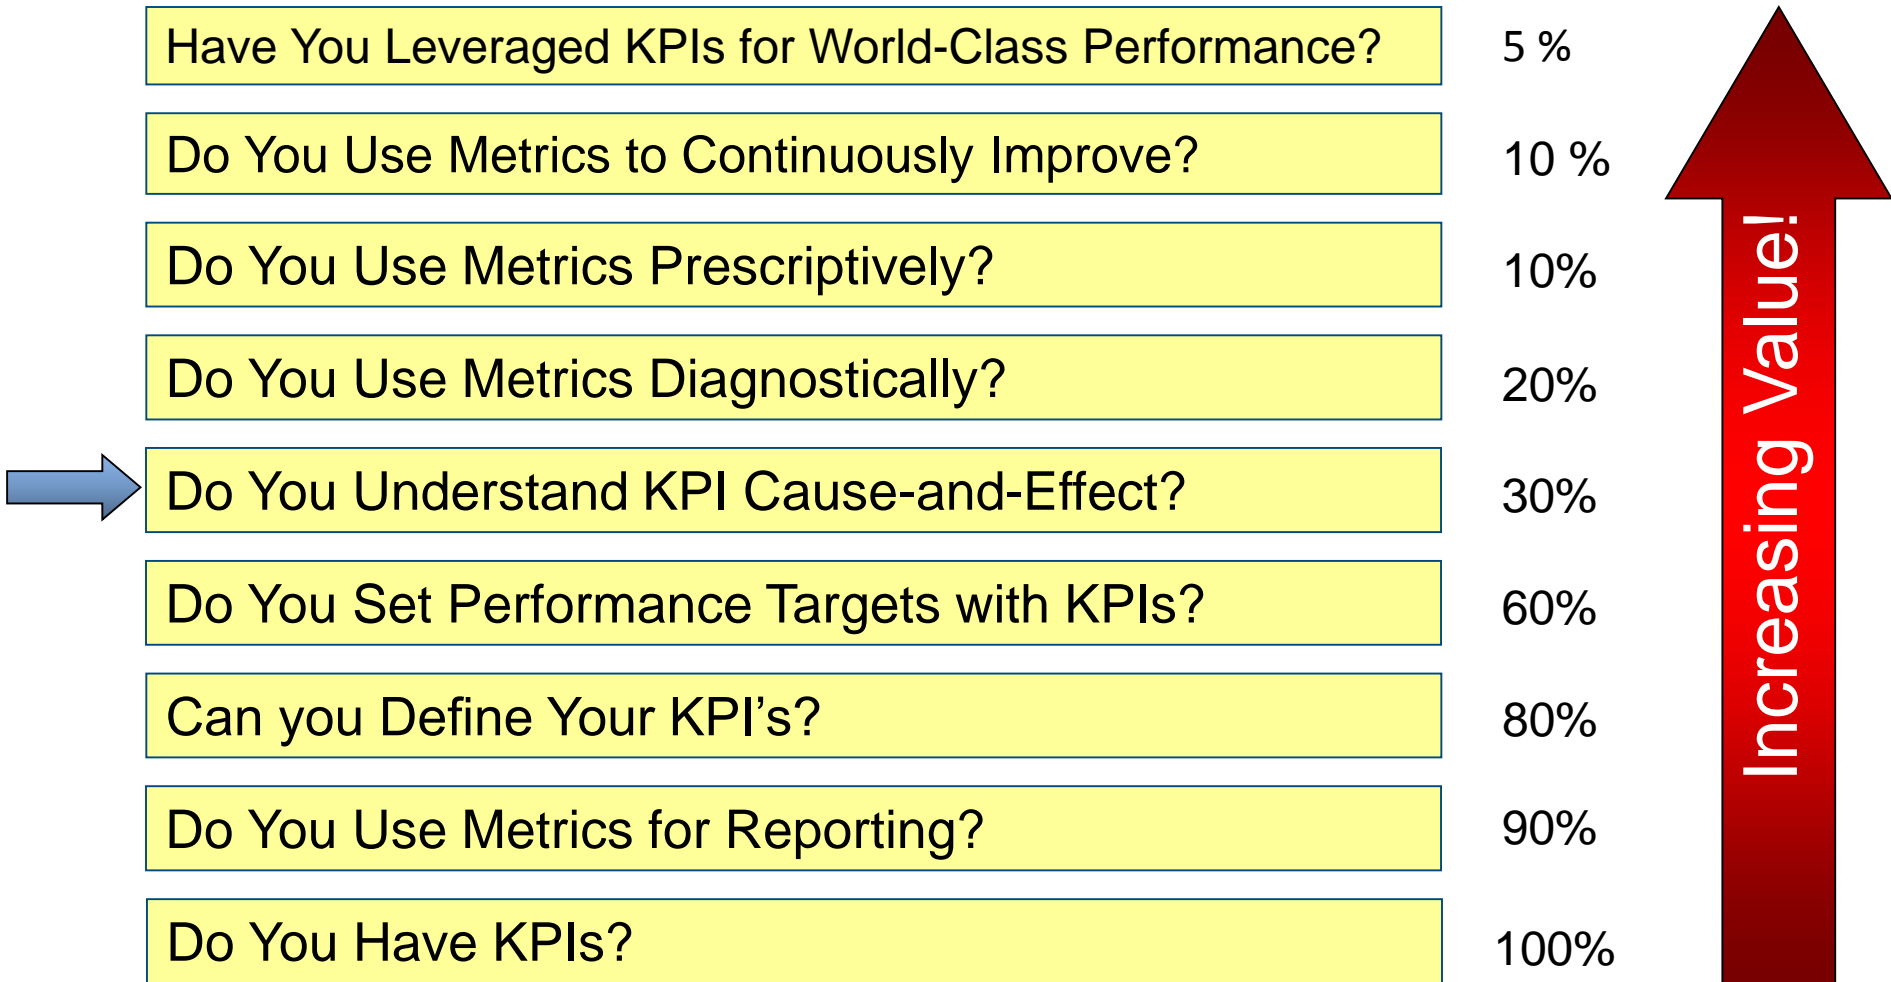 Have You Leveraged KPIs for World-Class Performance?
5 %
Do You Use Metrics to Continuously Improve?
10 %
Do You Use Metrics Prescriptively?
10%
Do You Use Metrics Diagnostically?
20%
Do You Understand KPI Cause-and-Effect?
30%
Do You Set Performance Targets with KPIs?
60%
Can you Define Your KPI’s?
80%
Do You Use Metrics for Reporting?
90%
Do You Have KPIs?
100%
Increasing Value!